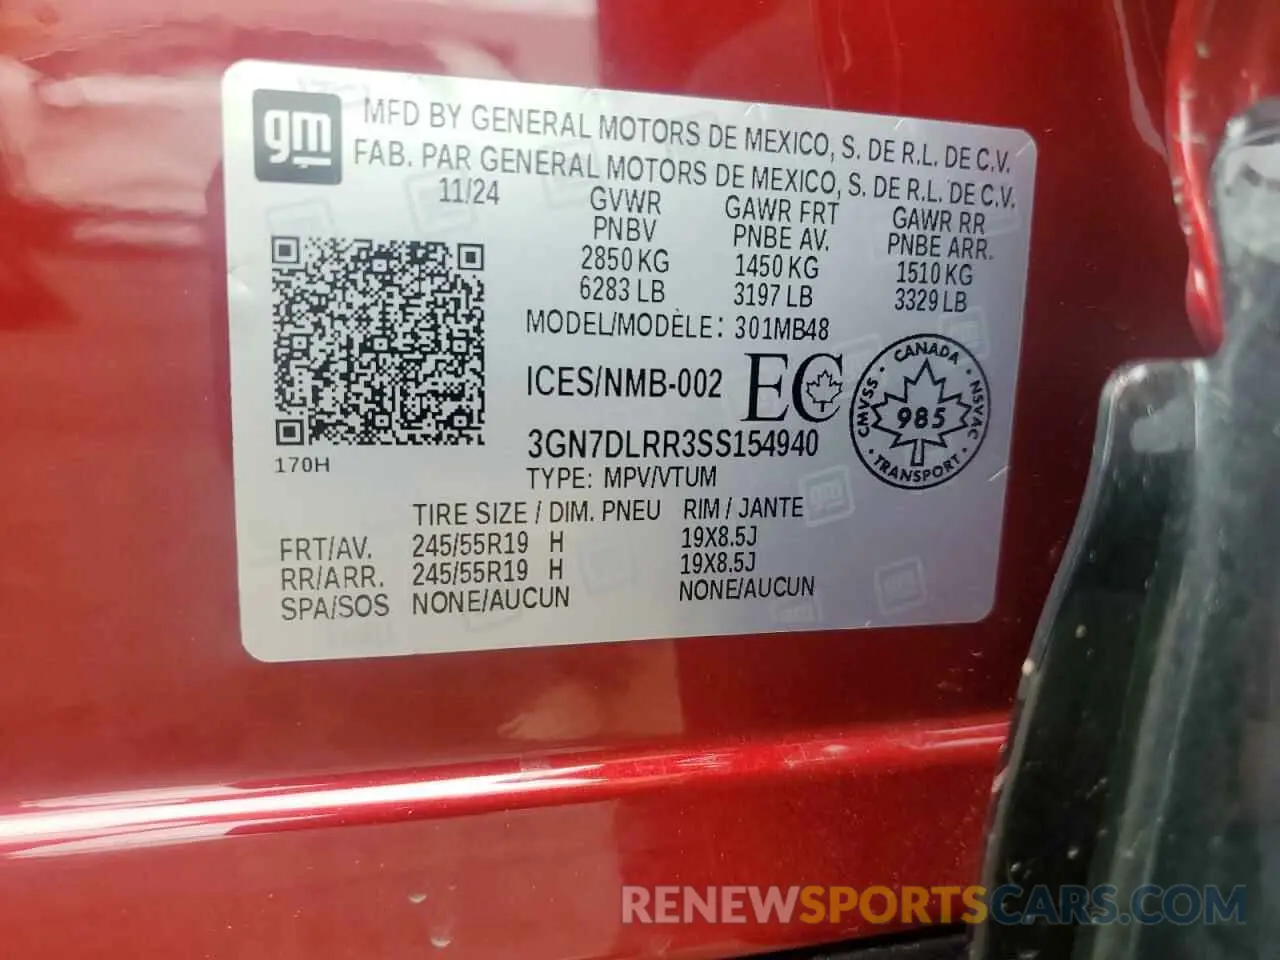 gm
MFD BY GENERAL MOTORS DE MEXICO, S. DE R.L. DE C.V.
FAB. PAR GENERAL MOTORS DE MEXICO, S. DE R.L. DE C.V.
11/24 GVWR GAWR FRT GAWR RR
PNBV PNBE AV. PNBE ARR.
2850 KG 1450 KG 1510 KG
6283 LB 3197 LB 3329 LB
MODEL/MODÈLE: 301MB48
ICES/NMB-002 EC
CANADA
CMVSS · NSVAC
985
TRANSPORT
3GN7DLRR3SS154940
170H
TYPE: MPV/VTUM
TIRE SIZE / DIM. PNEU RIM / JANTE
FRT/AV. 245/55R19 H 19X8.5J
RR/ARR. 245/55R19 H 19X8.5J
SPA/SOS NONE/AUCUN NONE/AUCUN
RENEWSPORTSCARS.COM